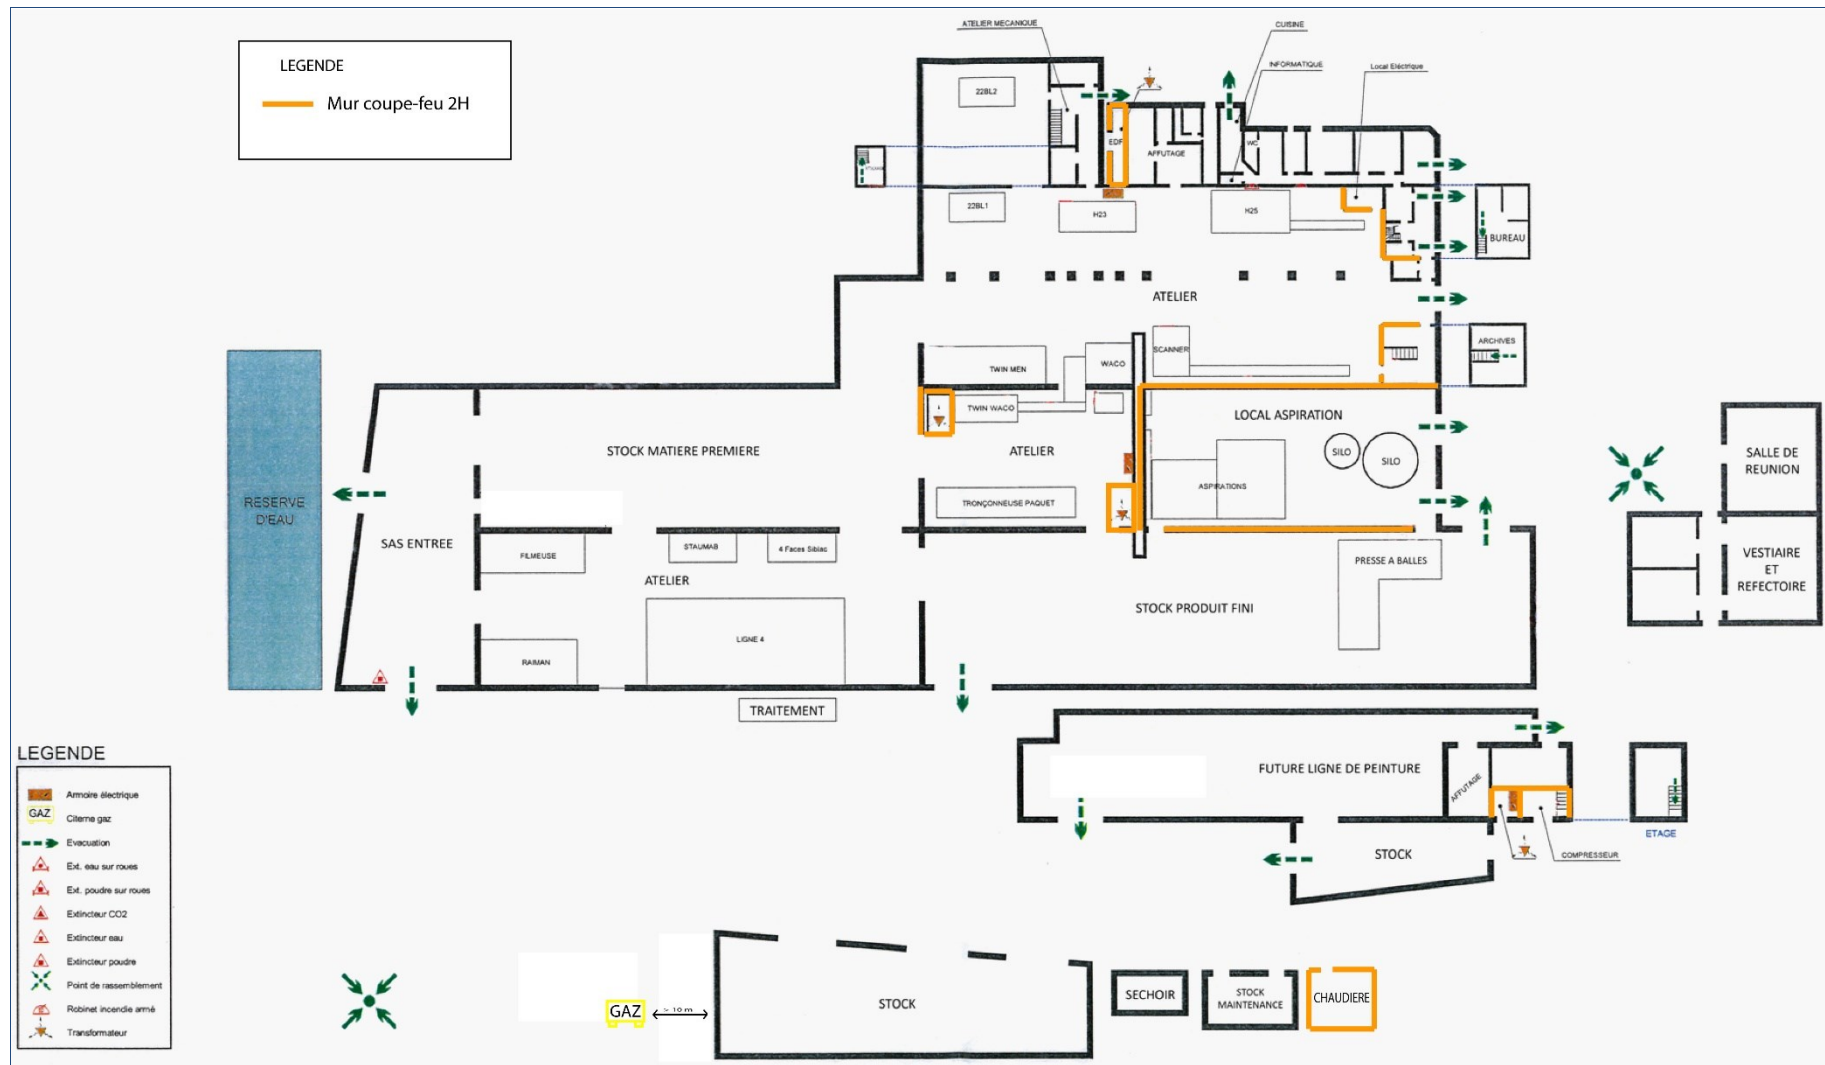 LEGENDE
Mur coupe-feu 2H
ATELIER MECANIQUE
CUISINE
INFORMATIQUE
Local Eléctrique
22BL2
EDF
AFFUTAGE
WC
22BL1
H23
H25
BUREAU
ATELIER
ARCHIVES
SCANNER
TWIN MEN
WACO
TWIN WACO
LOCAL ASPIRATION
STOCK MATIERE PREMIERE
ATELIER
SILO
SILO
ASPIRATIONS
TRONÇONNEUSE PAQUET
SALLE DE
REUNION
RESERVE
D'EAU
SAS ENTREE
FILMEUSE
STAUMAB
4 Faces Sibiac
ATELIER
PRESSE A BALLES
VESTIAIRE
ET
REFECTOIRE
STOCK PRODUIT FINI
LIGNE 4
RAIMAN
TRAITEMENT
FUTURE LIGNE DE PEINTURE
AFFUTAGE
ETAGE
STOCK
COMPRESSEUR
LEGENDE
Armoire électrique
GAZ
Citerne gaz
Evacuation
Ext. eau sur roues
Ext. poudre sur roues
Extincteur CO2
Extincteur eau
Extincteur poudre
Point de rassemblement
Robinet incendie armé
Transformateur
GAZ
> 10 m
STOCK
SECHOIR
STOCK
MAINTENANCE
CHAUDIERE